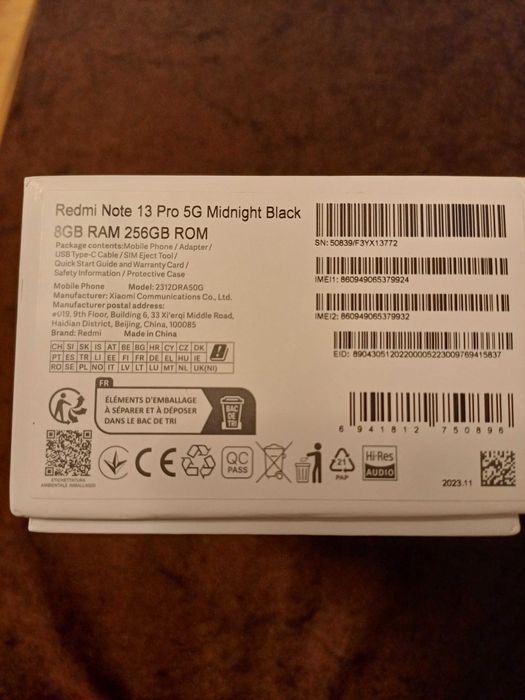 Redmi Note 13 Pro 5G Midnight Black
8GB RAM 256GB ROM
Package contents:Mobile Phone / Adapter /
USB Type-C Cable / SIM Eject Tool /
Quick Start Guide and Warranty Card /
Safety Information / Protective Case
Mobile Phone Model:2312DRA50G
Manufacturer: Xiaomi Communications Co., Ltd.
Manufacturer postal address:
#019, 9th Floor, Building 6, 33 Xi'erqi Middle Road,
Haidian District, Beijing, China, 100085
Brand: Redmi Made in China
CH SI SK IS AT BE BG HR CY CZ DK
PT ES TR LI EE FI FR DE EL HU IE
RO SE PL NO IT LV LT LU MT NL UK(NI)
SN: 50839/F3YX13772
IMEI1: 860949065379924
IMEI2: 860949065379932
EID: 89043051202200005223009769415837
6 941812 750896
FR
ÉLÉMENTS D'EMBALLAGE
À SÉPARER ET À DÉPOSER
DANS LE BAC DE TRI
BAC
DE
TRI
ETICHETTATURA
AMBIENTALE IMBALLAGGI
CE
QC
PASS
21
PAP
Hi-Res
AUDIO
2023.11